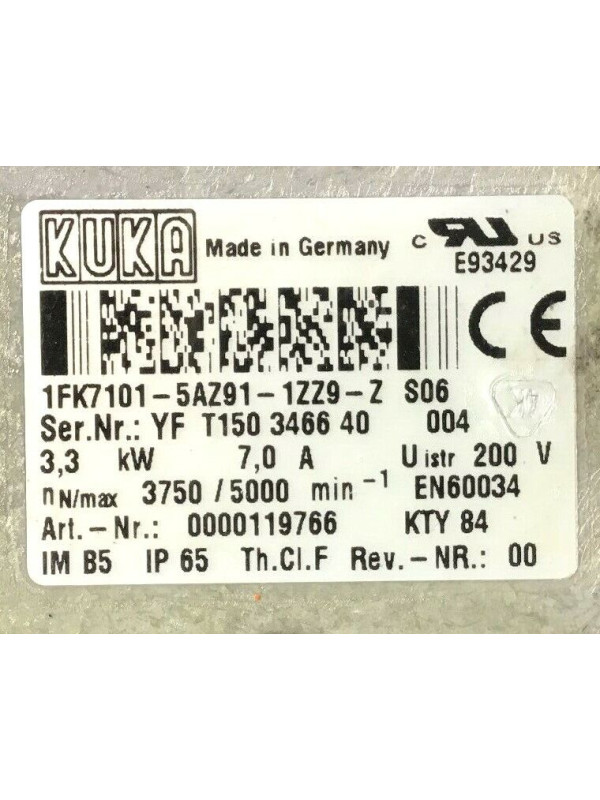 KUKA Made in Germany c RU US
E93429
CE
1FK7101-5AZ91-1ZZ9-Z S06
Ser.Nr.: YF T150 3466 40 004
3,3 kW 7,0 A U istr 200 V
nN/max 3750 / 5000 min -1 EN60034
Art.-Nr.: 0000119766 KTY 84
IM B5 IP 65 Th.Cl.F Rev.-NR.: 00